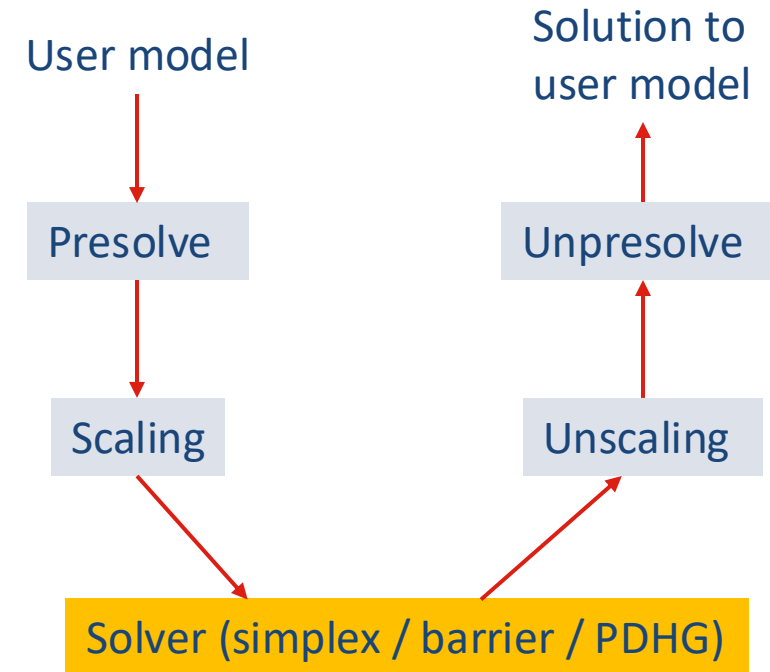 User model
Presolve
Scaling
Solver (simplex / barrier / PDHG)
Unscaling
Unpresolve
Solution to
user model